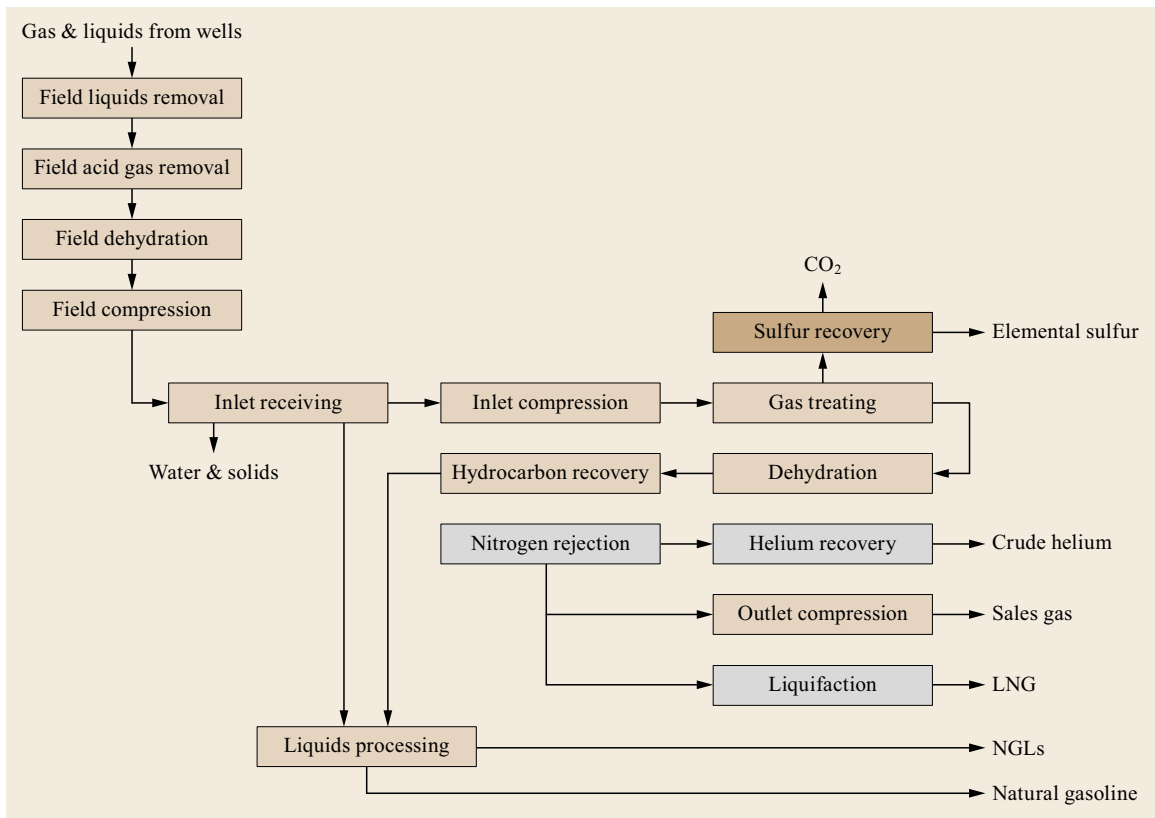 Gas & liquids from wells
Field liquids removal
Field acid gas removal
Field dehydration
Field compression
CO₂
Sulfur recovery
Elemental sulfur
Inlet receiving
Inlet compression
Gas treating
Water & solids
Hydrocarbon recovery
Dehydration
Nitrogen rejection
Helium recovery
Crude helium
Outlet compression
Sales gas
Liquifaction
LNG
Liquids processing
NGLs
Natural gasoline